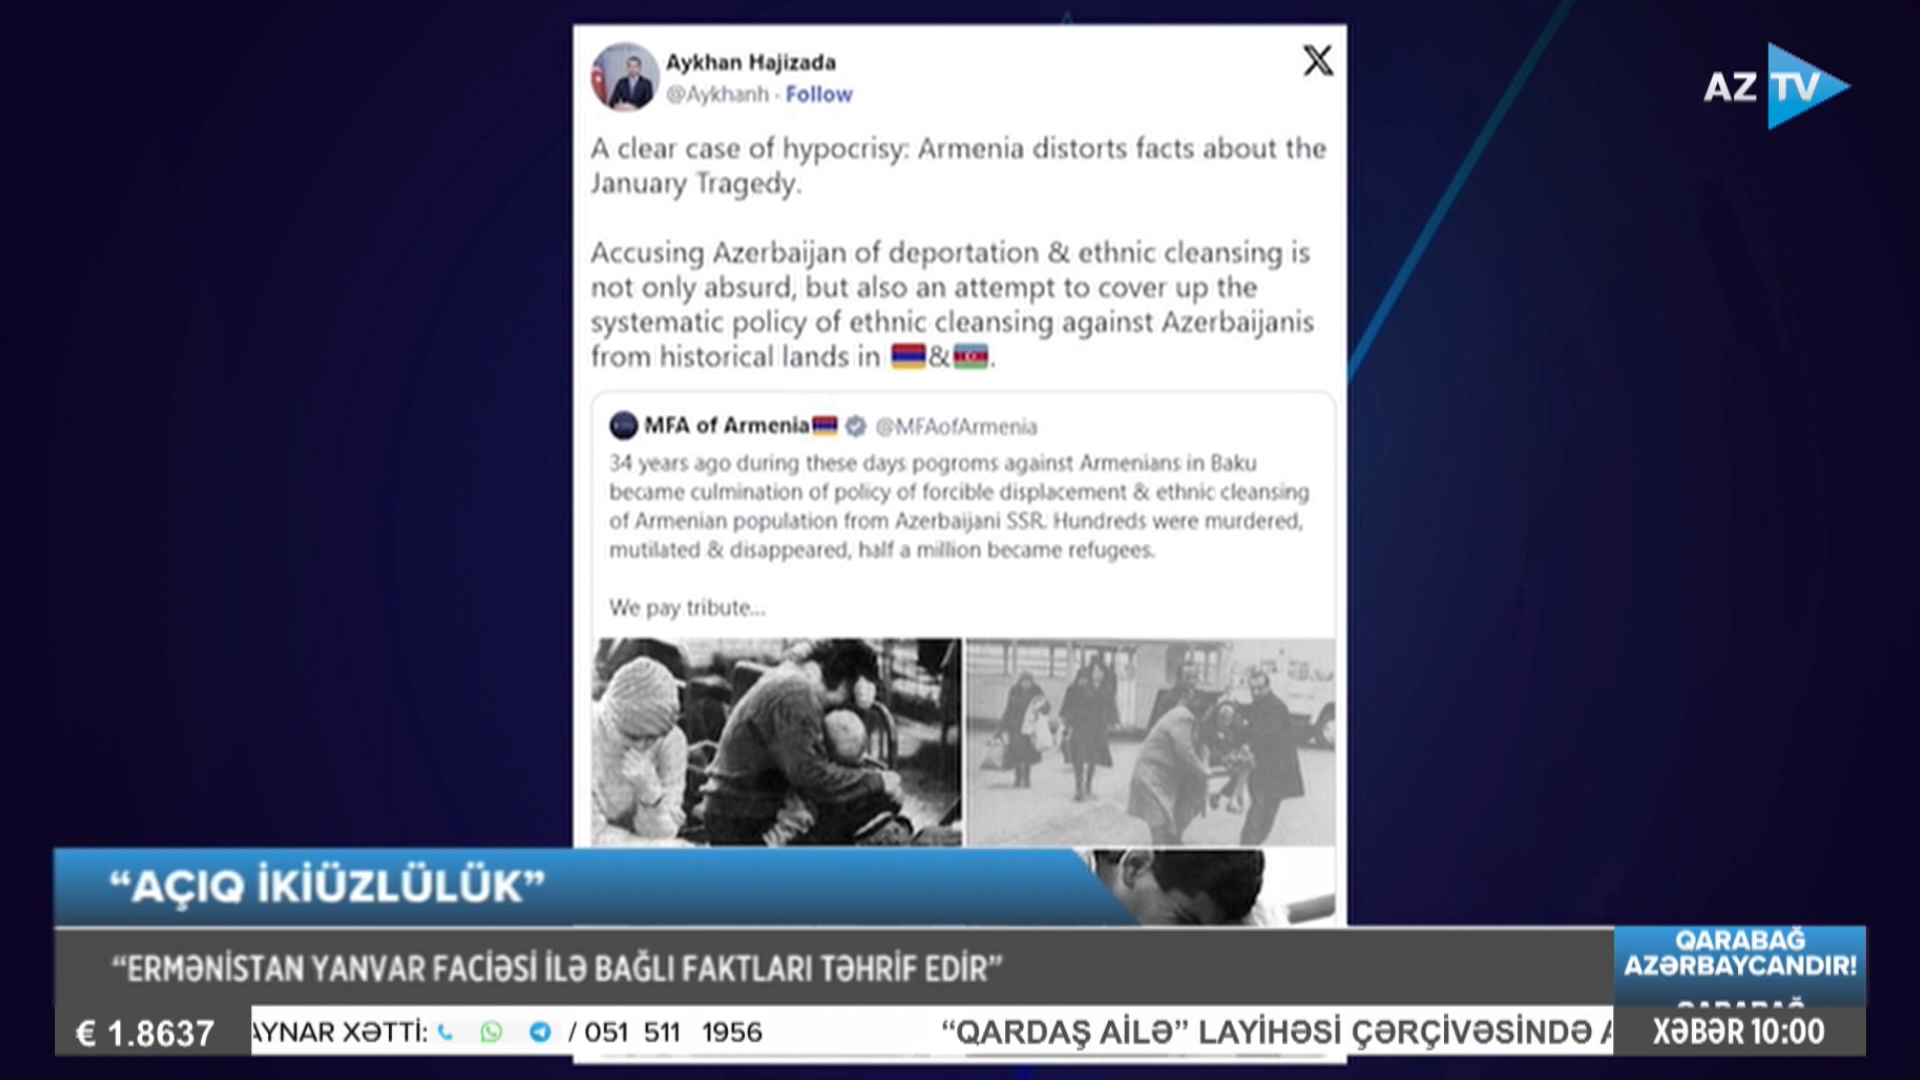 Aykhan Hajizada
@Aykhanh · Follow
AZ TV
A clear case of hypocrisy: Armenia distorts facts about the
January Tragedy.
Accusing Azerbaijan of deportation & ethnic cleansing is
not only absurd, but also an attempt to cover up the
systematic policy of ethnic cleansing against Azerbaijanis
from historical lands in 🇦🇲&🇦🇿.
MFA of Armenia🇦🇲 @MFAofArmenia
34 years ago during these days pogroms against Armenians in Baku
became culmination of policy of forcible displacement & ethnic cleansing
of Armenian population from Azerbaijani SSR. Hundreds were murdered,
mutilated & disappeared, half a million became refugees.
We pay tribute...
“AÇIQ İKİÜZLÜLÜK”
“ERMƏNİSTAN YANVAR FACİƏSİ İLƏ BAĞLI FAKTLARI TƏHRİF EDİR”
QARABAĞ
AZƏRBAYCANDIR!
€ 1.8637
AYNAR XƏTTİ: / 051 511 1956 “QARDAŞ AİLƏ” LAYİHƏSİ ÇƏRÇİVƏSİNDƏ
XƏBƏR 10:00